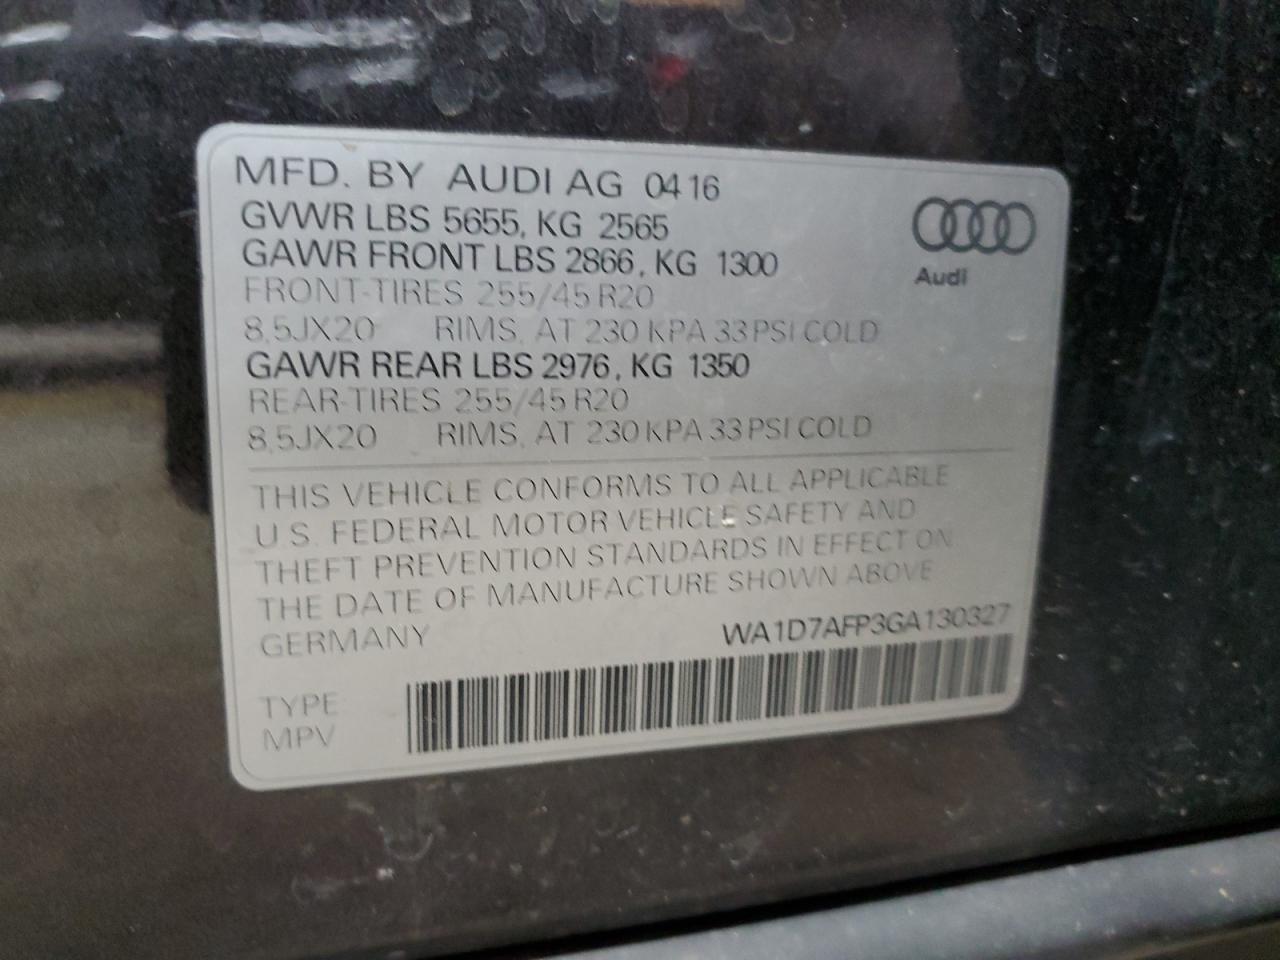 MFD. BY AUDI AG 04 16
GVWR LBS 5655, KG 2565
GAWR FRONT LBS 2866, KG 1300
FRONT-TIRES 255/45 R20
8,5JX20 RIMS, AT 230 KPA 33 PSI COLD
GAWR REAR LBS 2976, KG 1350
REAR-TIRES 255/45 R20
8,5JX20 RIMS, AT 230 KPA 33 PSI COLD
Audi
THIS VEHICLE CONFORMS TO ALL APPLICABLE
U.S. FEDERAL MOTOR VEHICLE SAFETY AND
THEFT PREVENTION STANDARDS IN EFFECT ON
THE DATE OF MANUFACTURE SHOWN ABOVE
GERMANY WA1D7AFP3GA130327
TYPE
MPV